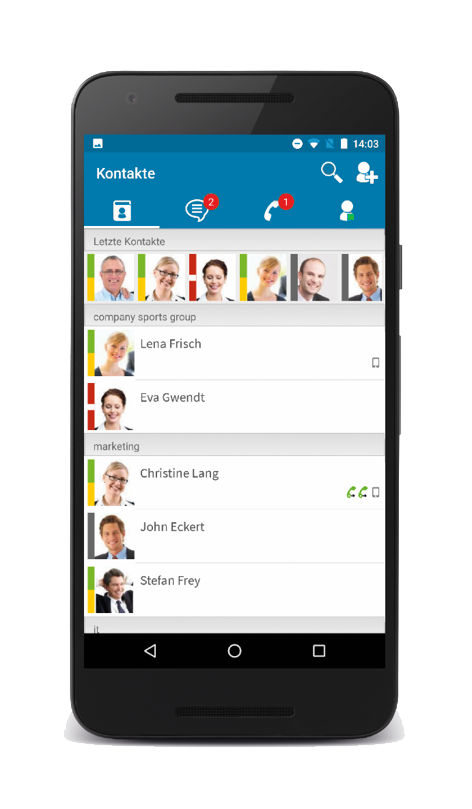 14:03
Kontakte
2
1
Letzte Kontakte
company sports group
Lena Frisch
Eva Gwendt
marketing
Christine Lang
John Eckert
Stefan Frey
it